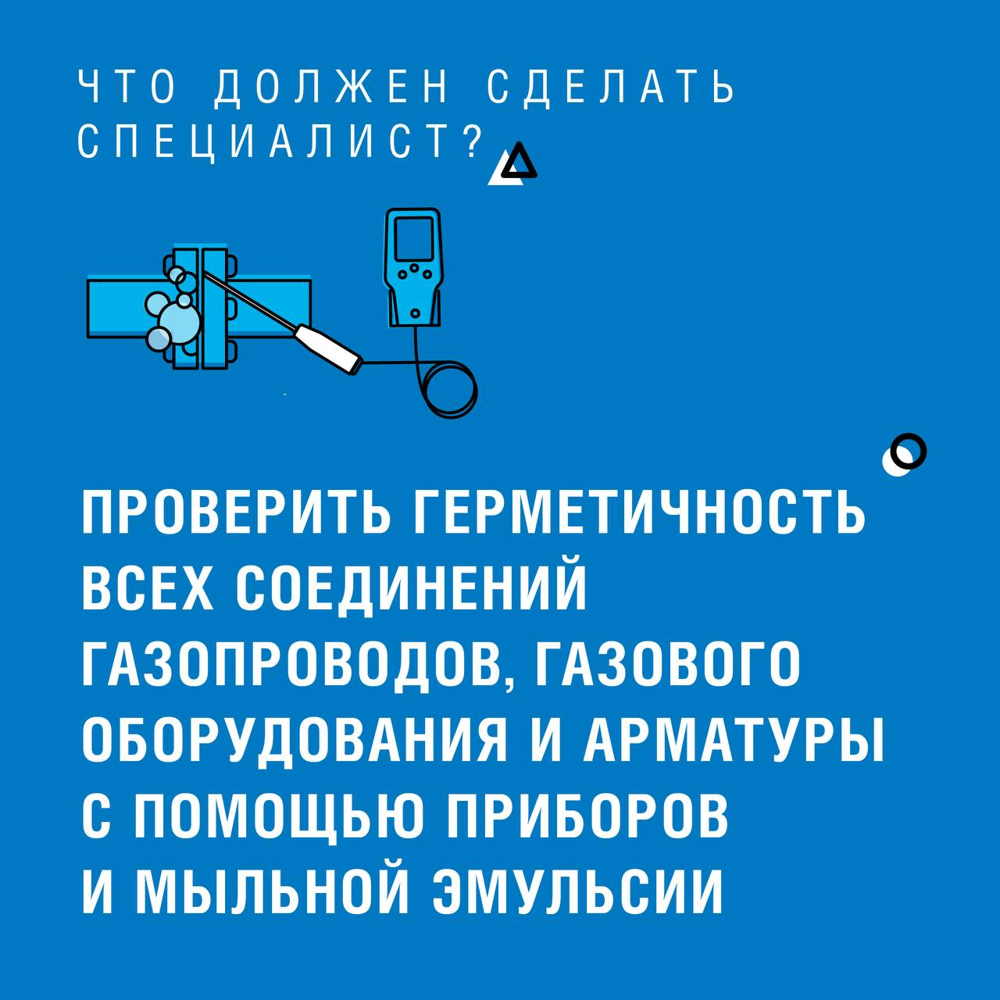 ЧТО ДОЛЖЕН СДЕЛАТЬ
СПЕЦИАЛИСТ?
ПРОВЕРИТЬ ГЕРМЕТИЧНОСТЬ
ВСЕХ СОЕДИНЕНИЙ
ГАЗОПРОВОДОВ, ГАЗОВОГО
ОБОРУДОВАНИЯ И АРМАТУРЫ
С ПОМОЩЬЮ ПРИБОРОВ
И МЫЛЬНОЙ ЭМУЛЬСИИ